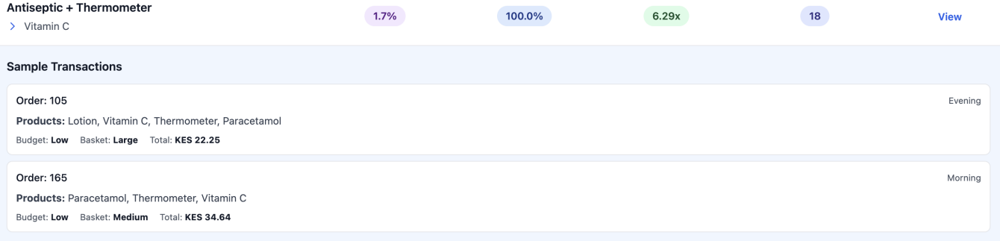 Antiseptic + Thermometer
Vitamin C
1.7%
100.0%
6.29x
18
View
Sample Transactions
Order: 105
Evening
Products: Lotion, Vitamin C, Thermometer, Paracetamol
Budget: Low Basket: Large Total: KES 22.25
Order: 165
Morning
Products: Paracetamol, Thermometer, Vitamin C
Budget: Low Basket: Medium Total: KES 34.64